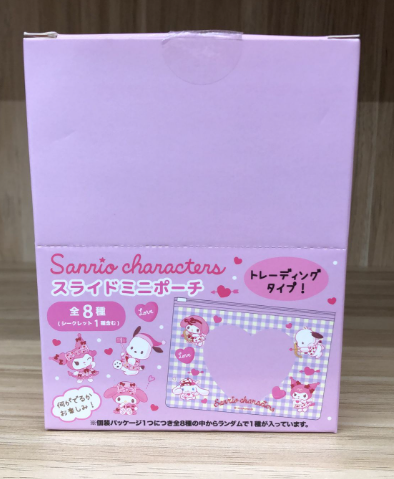 Sanrio characters
スライドミニポーチ
トレーディング
タイプ!
全8種
(シークレット1種含む)
Love
Love
何がでるか
お楽しみ!
Sanrio characters
※個装パッケージ1つにつき全8種の中からランダムで1種が入っています。